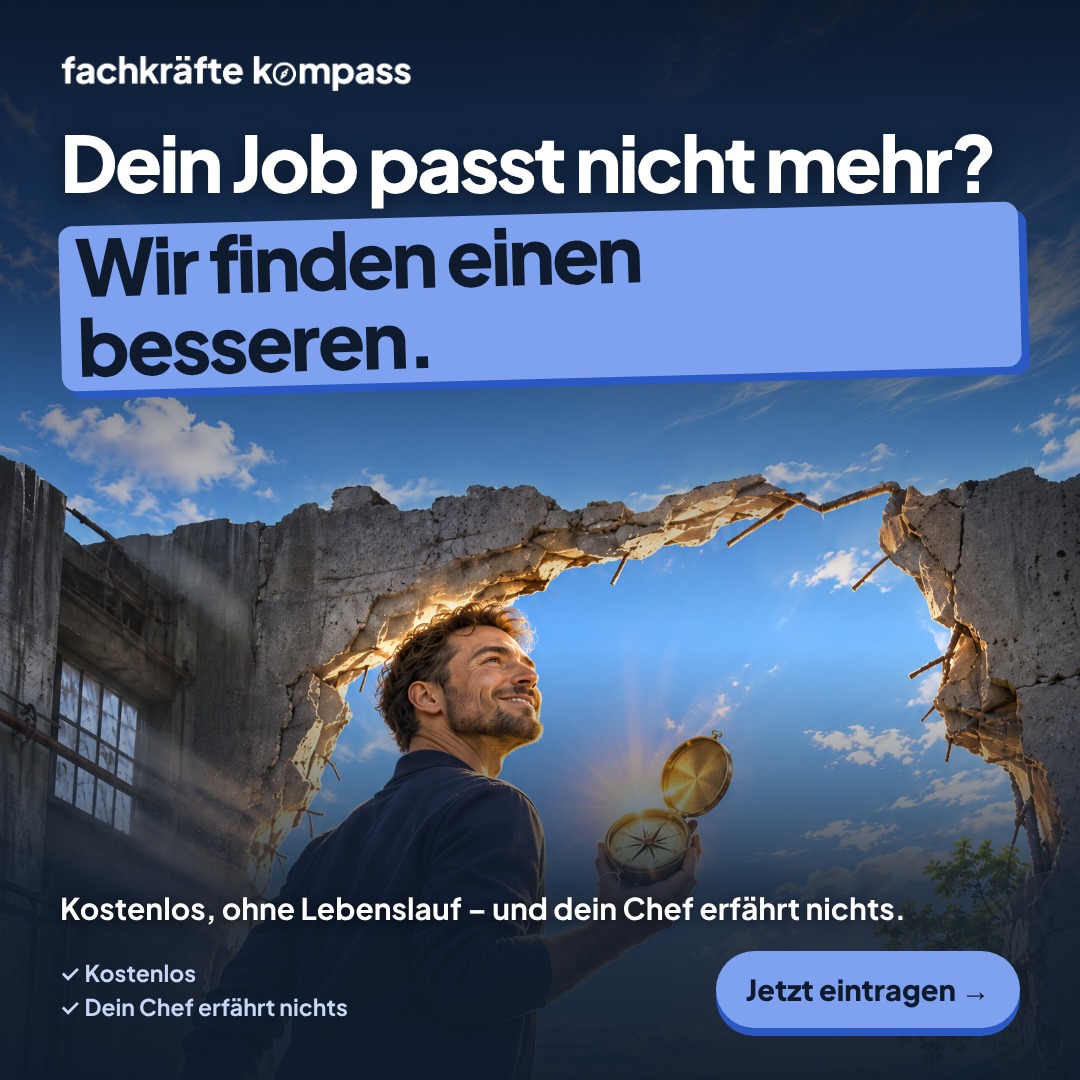 fachkräfte kompass
Dein Job passt nicht mehr?
Wir finden einen
besseren.
Kostenlos, ohne Lebenslauf – und dein Chef erfährt nichts.
✓ Kostenlos
✓ Dein Chef erfährt nichts
Jetzt eintragen →